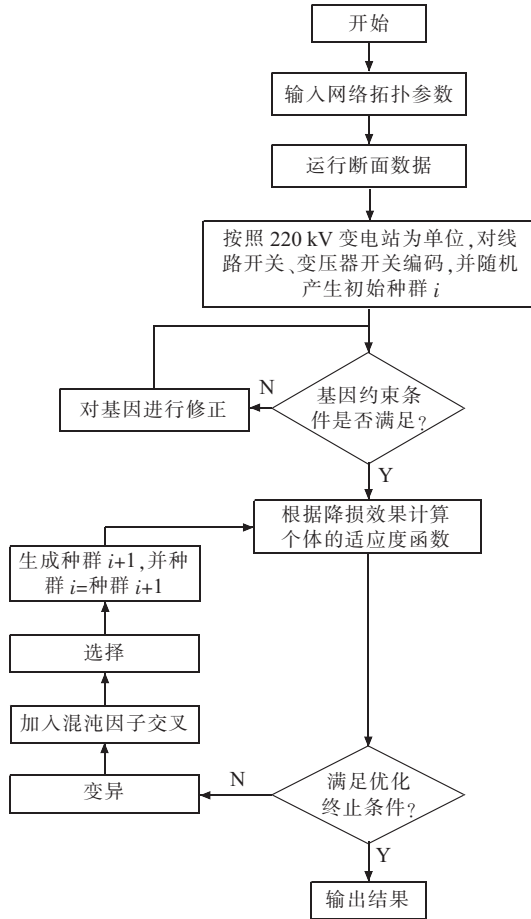 开始
输入网络拓扑参数
运行断面数据
按照 220 kV 变电站为单位,对线
路开关、变压器开关编码,并随机
产生初始种群 i
N
对基因进行修正
基因约束条
件是否满足?
Y
根据降损效果计算
个体的适应度函数
生成种群 i+1,并种
群 i=种群 i+1
选择
加入混沌因子交叉
变异
N
满足优化
终止条件?
Y
输出结果